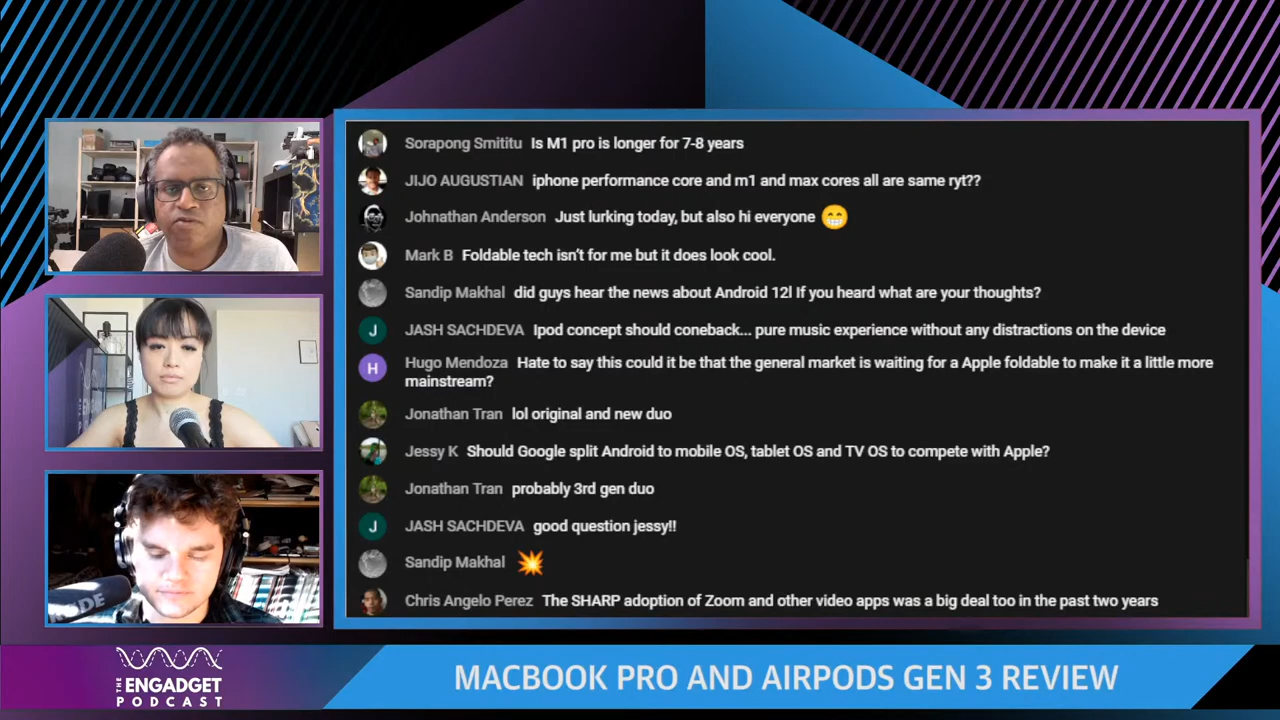 Sorapong Smititu Is M1 pro is longer for 7-8 years
JIJO AUGUSTIAN iphone performance core and m1 and max cores all are same ryt??
Johnathan Anderson Just lurking today, but also hi everyone 😁
Mark B Foldable tech isn't for me but it does look cool.
Sandip Makhal did guys hear the news about Android 12l If you heard what are your thoughts?
J JASH SACHDEVA Ipod concept should coneback... pure music experience without any distractions on the device
H Hugo Mendoza Hate to say this could it be that the general market is waiting for a Apple foldable to make it a little more
mainstream?
Jonathan Tran lol original and new duo
Jessy K Should Google split Android to mobile OS, tablet OS and TV OS to compete with Apple?
Jonathan Tran probably 3rd gen duo
J JASH SACHDEVA good question jessy!!
Sandip Makhal 💥
Chris Angelo Perez The SHARP adoption of Zoom and other video apps was a big deal too in the past two years
THE
ENGADGET
PODCAST
MACBOOK PRO AND AIRPODS GEN 3 REVIEW